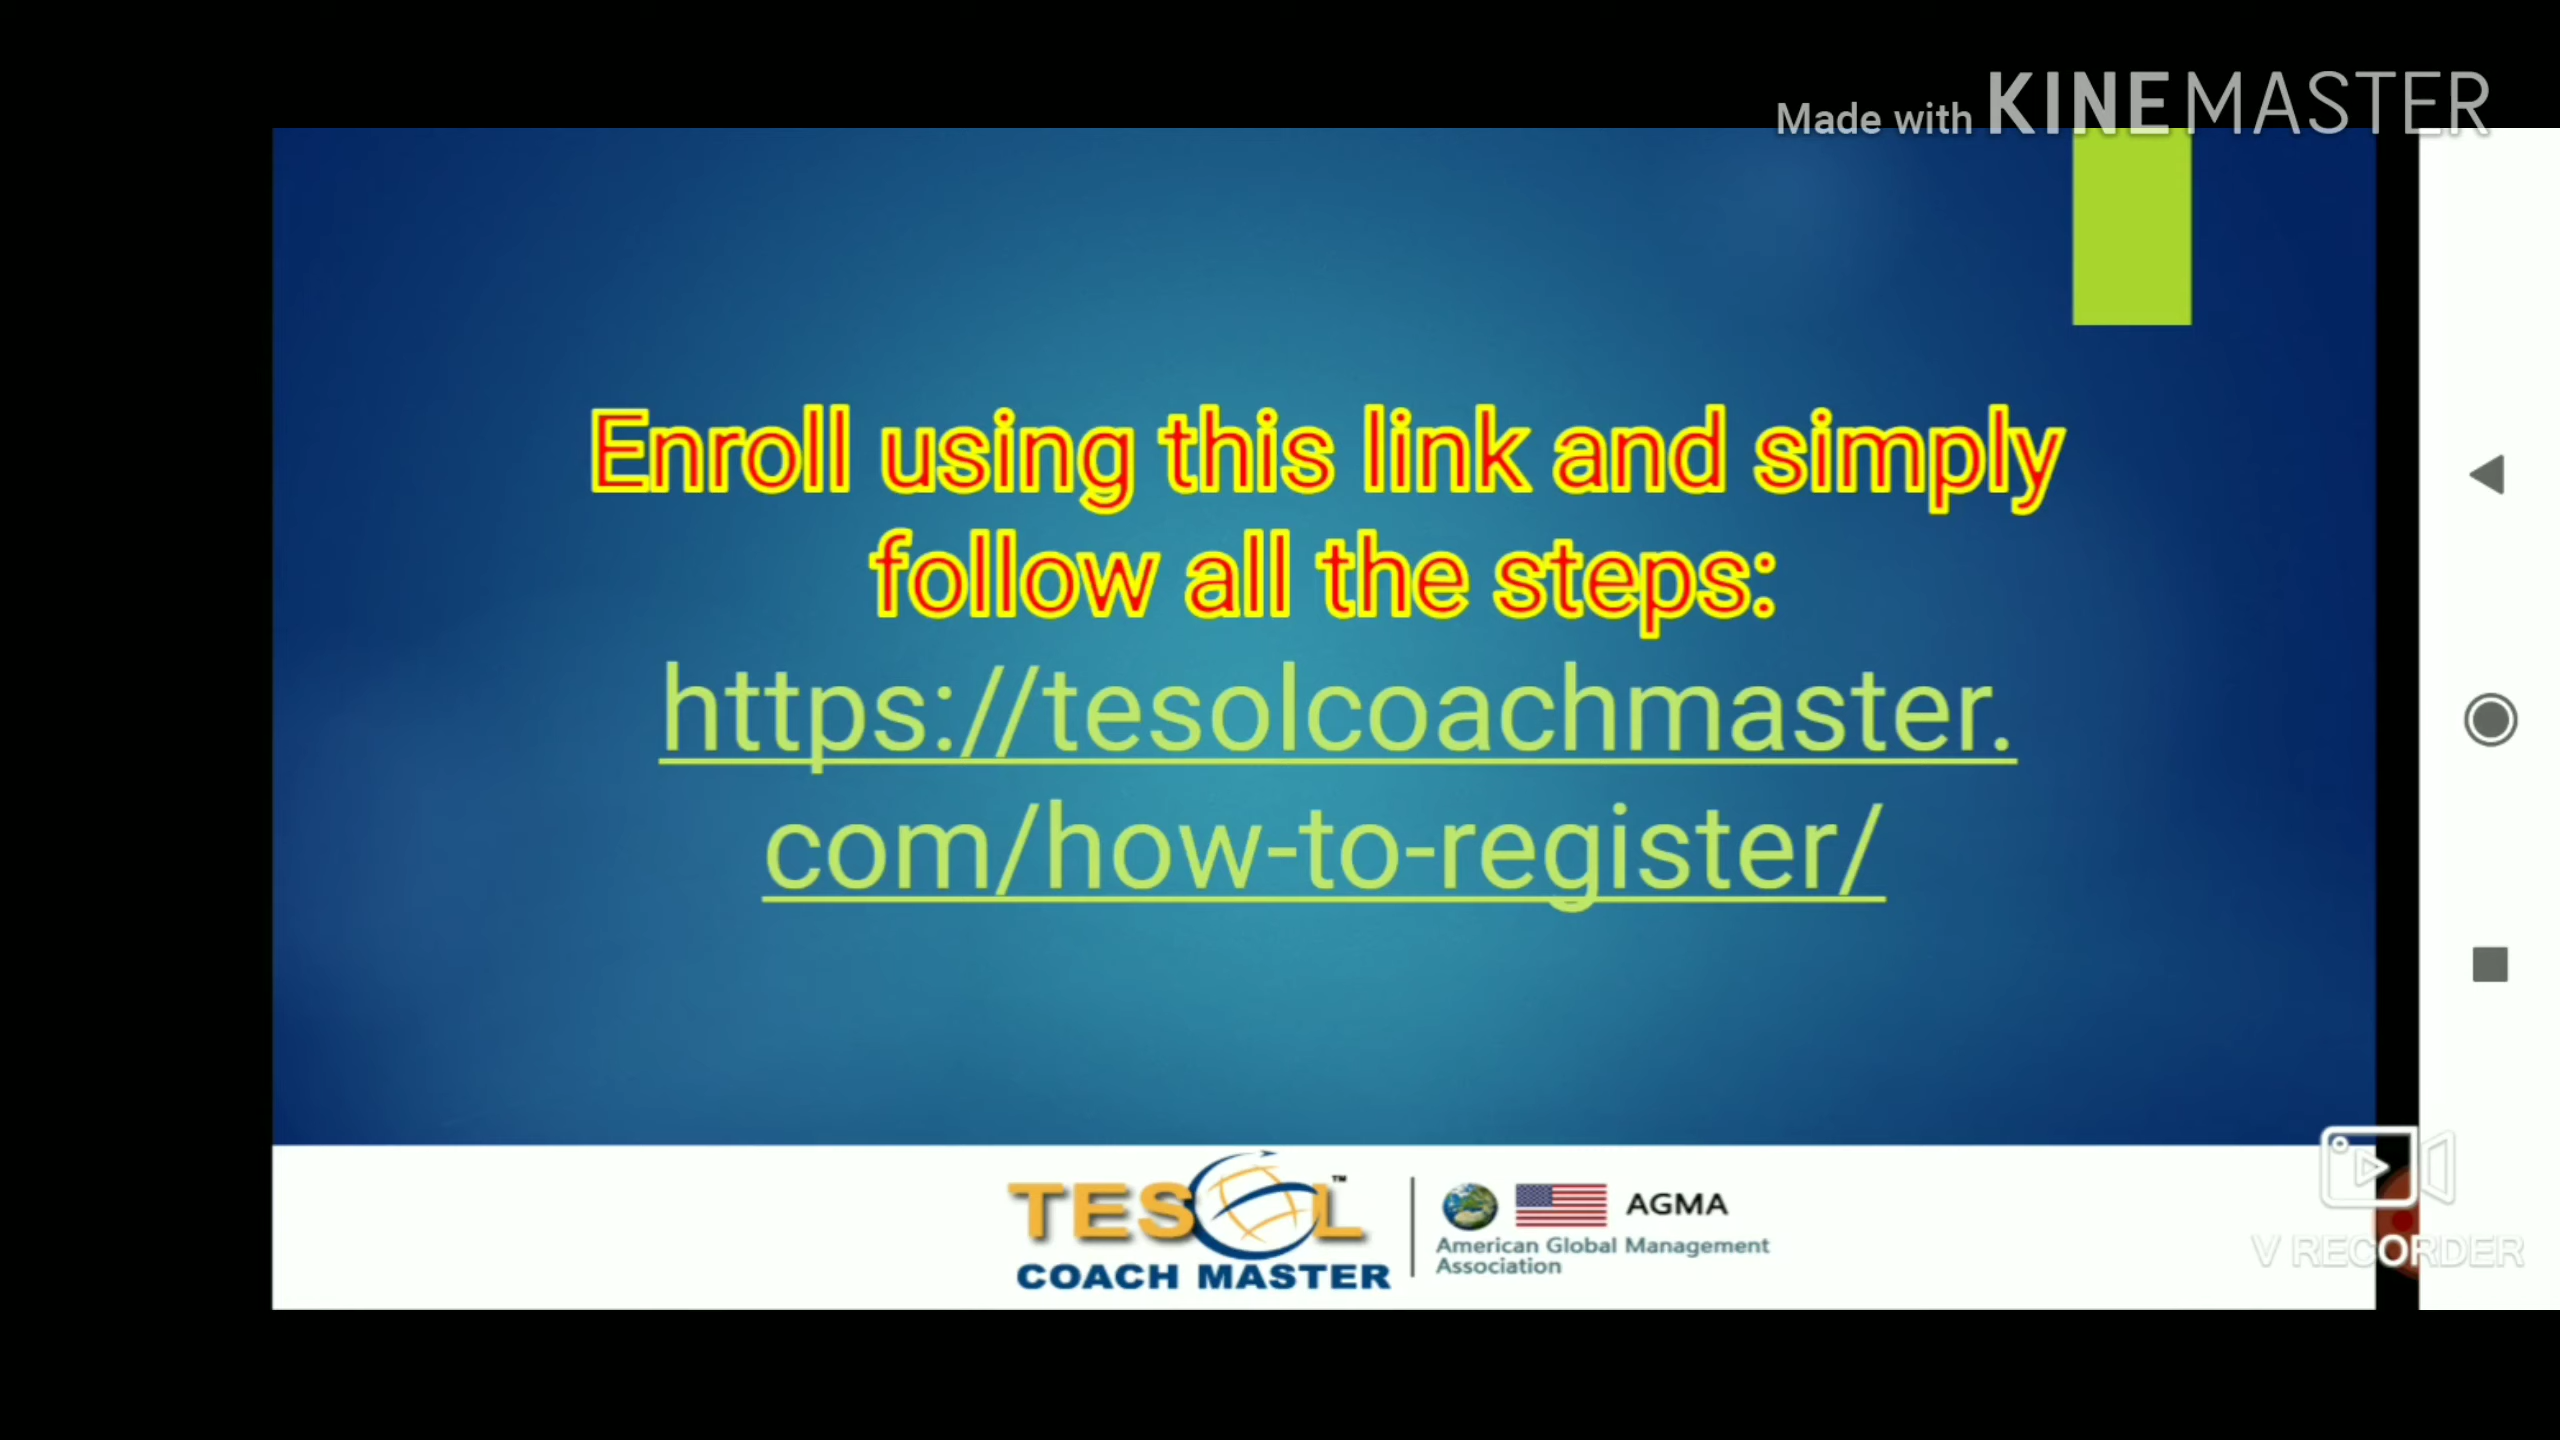 Made with KINEMASTER
Enroll using this link and simply
follow all the steps:
https://tesolcoachmaster.
com/how-to-register/
TESOL™
COACH MASTER
AGMA
American Global Management
Association
V RECORDER